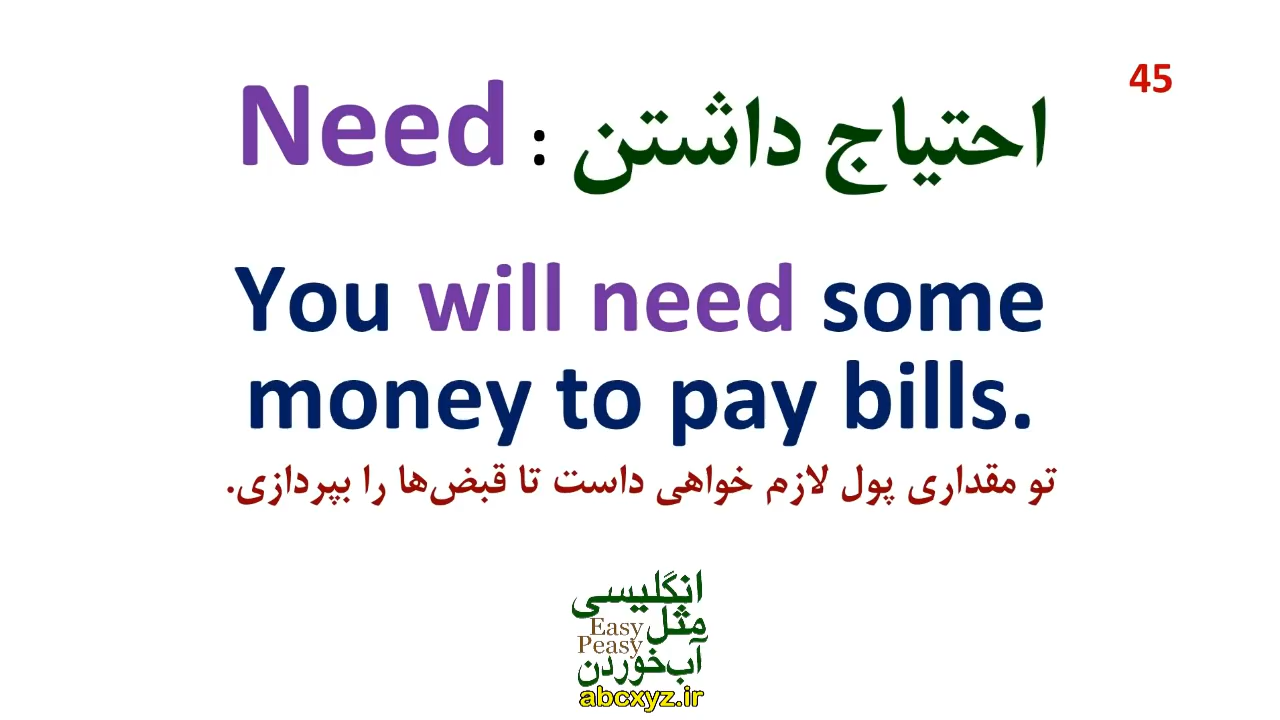 45
Need : احتیاج داشتن
You will need some
money to pay bills.
تو مقداری پول لازم خواهی داست تا قبض‌ها را بپردازی.
انگلیسی
مثل
Easy
Peasy
آب‌خوردن
abcxyz.ir